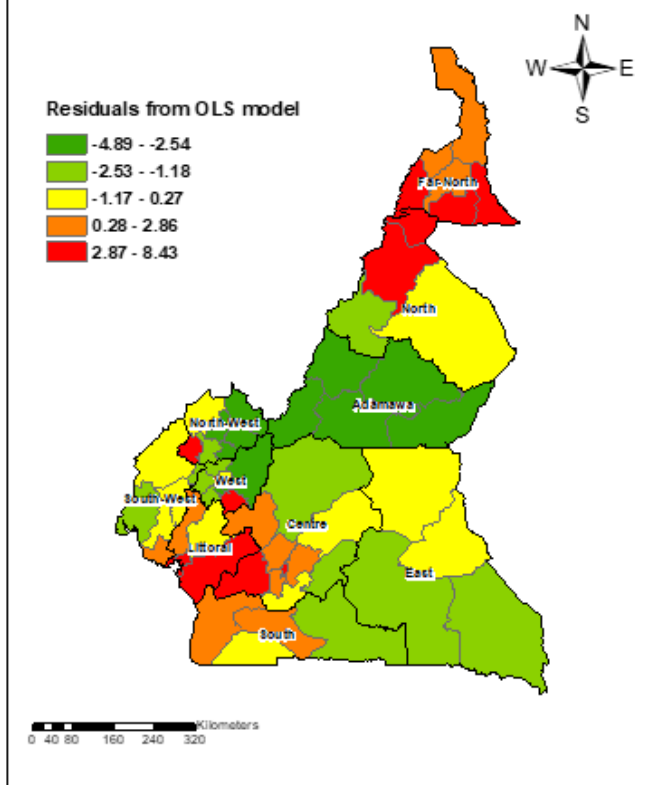 N
W E
S
Residuals from OLS model
-4.89 - -2.54
-2.53 - -1.18
-1.17 - 0.27
0.28 - 2.86
2.87 - 8.43
Far-North
North
Adamawa
North-West
West
South-West
Centre
Littoral
East
South
Kilometers
0 40 80 160 240 320